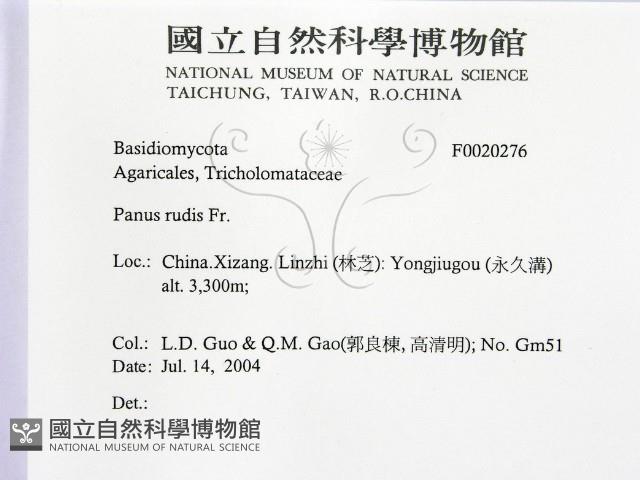 國立自然科學博物館
NATIONAL MUSEUM OF NATURAL SCIENCE
TAICHUNG, TAIWAN, R.O.CHINA
Basidiomycota F0020276
Agaricales, Tricholomataceae
Panus rudis Fr.
Loc.: China.Xizang. Linzhi (林芝): Yongjiugou (永久溝)
alt. 3,300m;
Col.: L.D. Guo & Q.M. Gao(郭良棟, 高清明); No. Gm51
Date: Jul. 14, 2004
Det.:
國立自然科學博物館
NATIONAL MUSEUM OF NATURAL SCIENCE